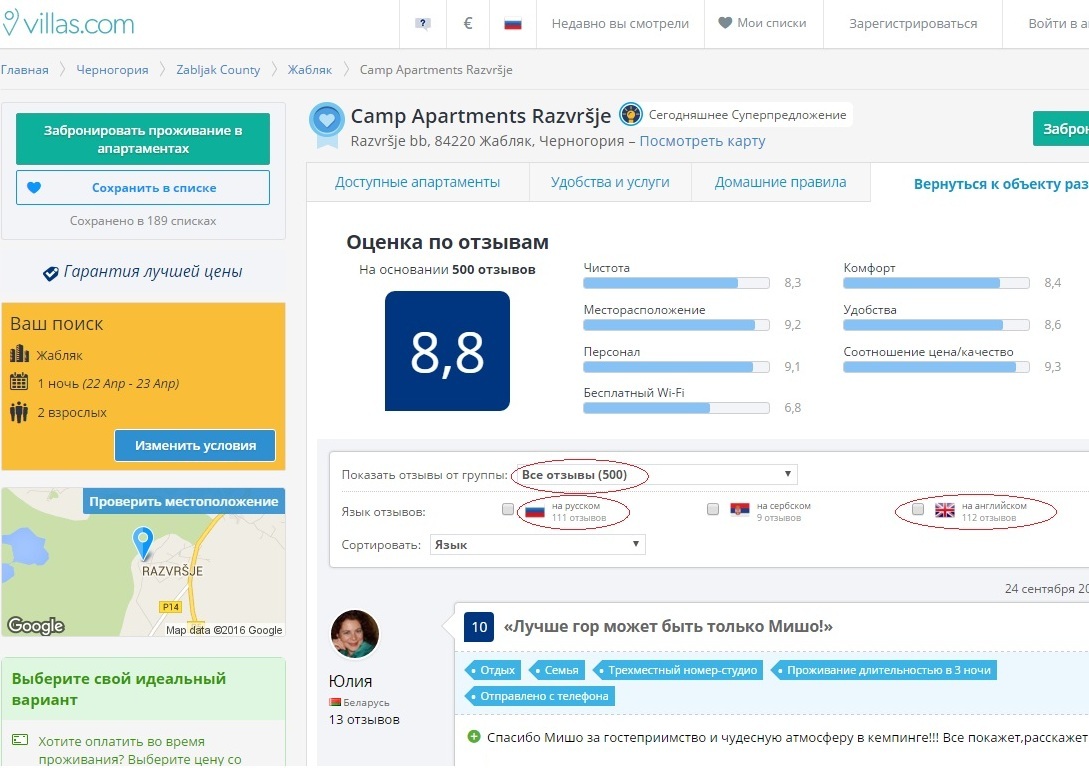 villas.com
?
€
Недавно вы смотрели
Мои списки
Зарегистрироваться
Войти в
Главная
Черногория
Zabljak County
Жабляк
Camp Apartments Razvršje
Забронировать проживание в
апартаментах
Сохранить в списке
Сохранено в 189 списках
Гарантия лучшей цены
Ваш поиск
Жабляк
1 ночь (22 Апр - 23 Апр)
2 взрослых
Изменить условия
Проверить местоположение
RAZVRŠJE
P14
Google
Map data ©2016 Google
Выберите свой идеальный
вариант
Хотите оплатить во время
проживания? Выберите цену со
Camp Apartments Razvršje
Сегодняшнее Суперпредложение
Razvršje bb, 84220 Жабляк, Черногория – Посмотреть карту
Заброн
Доступные апартаменты
Удобства и услуги
Домашние правила
Вернуться к объекту раз
Оценка по отзывам
На основании 500 отзывов
8,8
Чистота
8,3
Месторасположение
9,2
Персонал
9,1
Бесплатный Wi-Fi
6,8
Комфорт
8,4
Удобства
8,6
Соотношение цена/качество
9,3
Показать отзывы от группы: Все отзывы (500)
Язык отзывов:
на русском
111 отзывов
на сербском
9 отзывов
на английском
112 отзывов
Сортировать: Язык
24 сентября 20
Юлия
Беларусь
13 отзывов
10 «Лучше гор может быть только Мишо!»
Отдых
Семья
Трехместный номер-студио
Проживание длительностью в 3 ночи
Отправлено с телефона
Спасибо Мишо за гостеприимство и чудесную атмосферу в кемпинге!!! Все покажет,расскажет